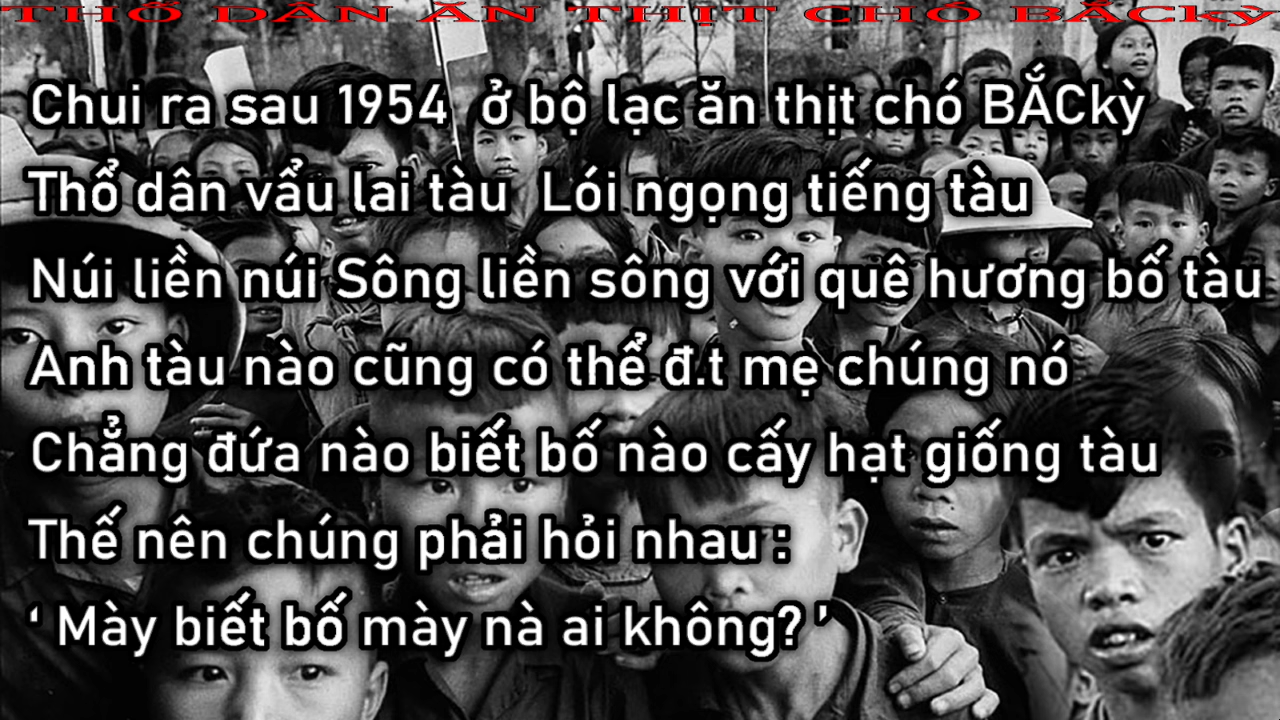 THỔ DÂN ĂN THỊT CHÓ BẮCkỳ
Chui ra sau 1954 ở bộ lạc ăn thịt chó BẮCkỳ
Thổ dân vẩu lai tàu Lói ngọng tiếng tàu
Núi liền núi Sông liền sông với quê hương bố tàu
Anh tàu nào cũng có thể đ.t mẹ chúng nó
Chẳng đứa nào biết bố nào cấy hạt giống tàu
Thế nên chúng phải hỏi nhau :
‘ Mày biết bố mày nà ai không? ’